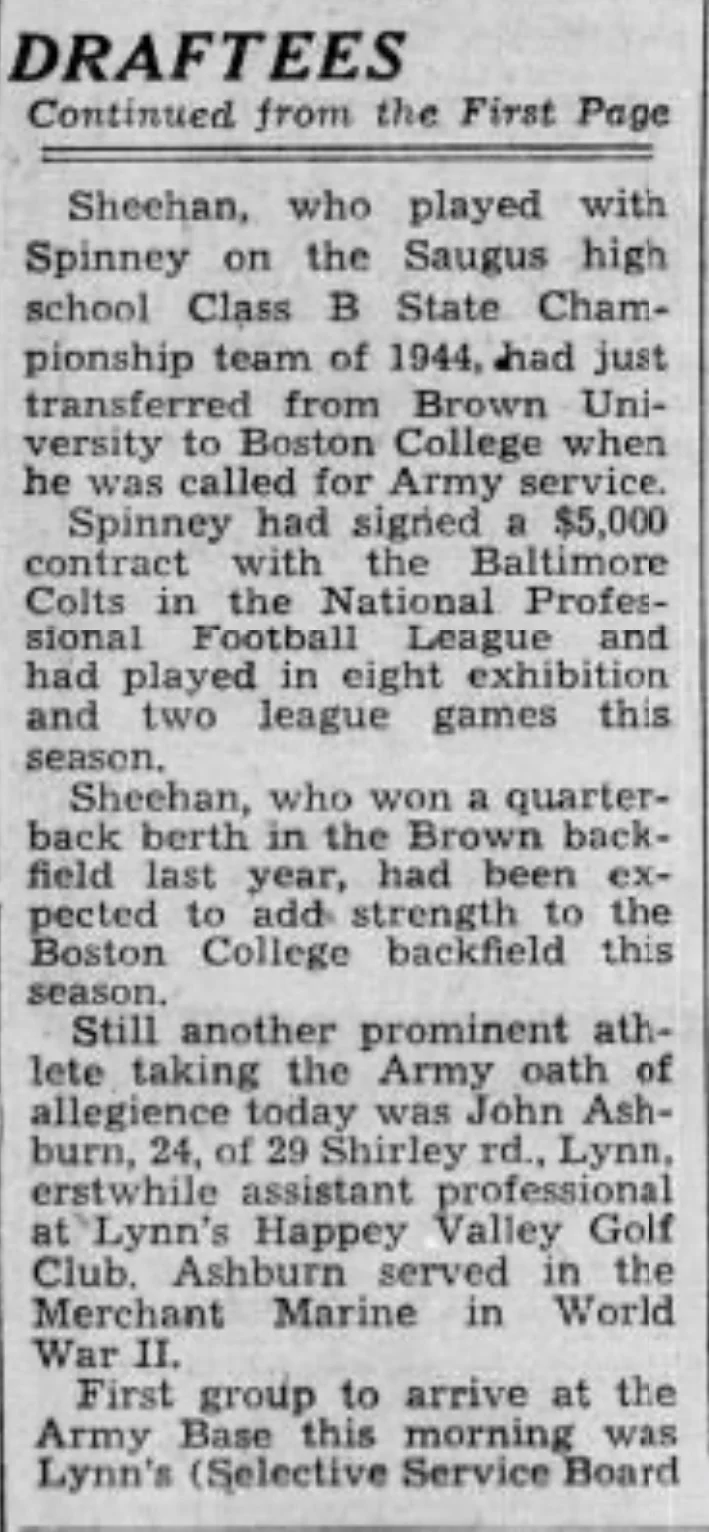 DRAFTEES
Continued from the First Page
Sheehan, who played with
Spinney on the Saugus high
school Class B State Cham-
pionship team of 1944, had just
transferred from Brown Uni-
versity to Boston College when
he was called for Army service.
Spinney had signed a $5,000
contract with the Baltimore
Colts in the National Profes-
sional Football League and
had played in eight exhibition
and two league games this
season.
Sheehan, who won a quarter-
back berth in the Brown back-
field last year, had been ex-
pected to add strength to the
Boston College backfield this
season.
Still another prominent ath-
lete taking the Army oath of
allegience today was John Ash-
burn, 24, of 29 Shirley rd., Lynn,
erstwhile assistant professional
at Lynn's Happey Valley Golf
Club. Ashburn served in the
Merchant Marine in World
War II.
First group to arrive at the
Army Base this morning was
Lynn's (Selective Service Board